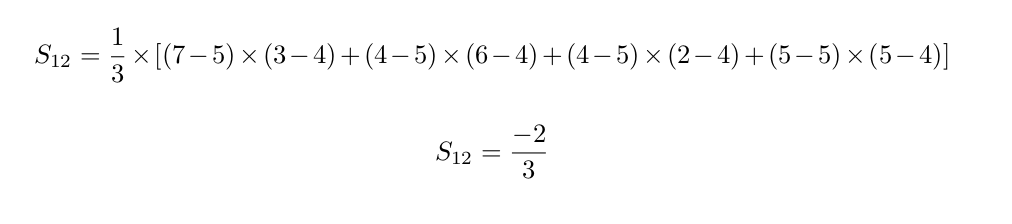 S₁₂ = 1/3 × [(7 − 5) × (3 − 4) + (4 − 5) × (6 − 4) + (4 − 5) × (2 − 4) + (5 − 5) × (5 − 4)]
S₁₂ = −2/3